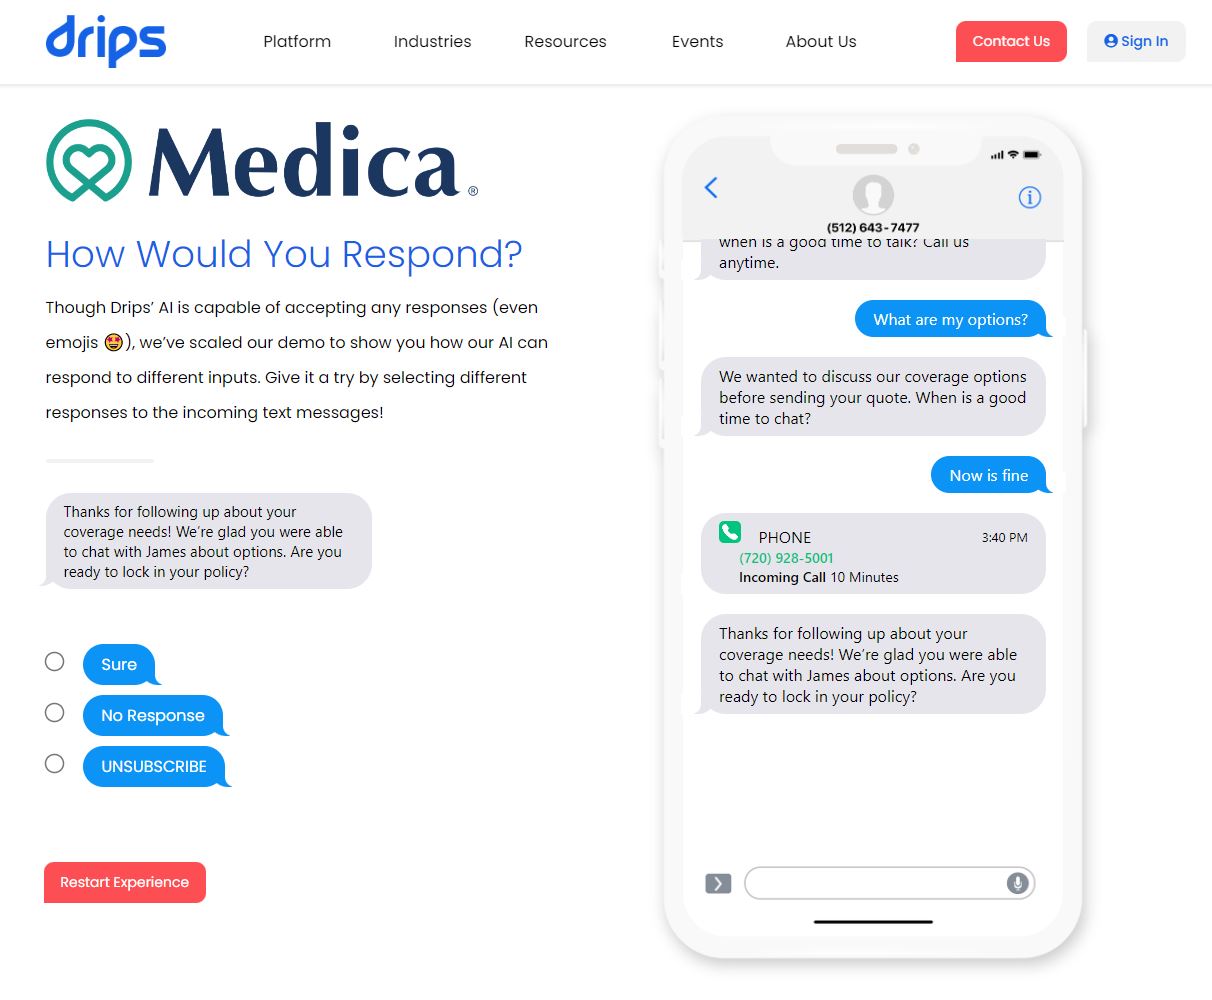 drips
Platform
Industries
Resources
Events
About Us
Contact Us
Sign In
Medica®
How Would You Respond?
Though Drips’ AI is capable of accepting any responses (even
emojis 🤩), we’ve scaled our demo to show you how our AI can
respond to different inputs. Give it a try by selecting different
responses to the incoming text messages!
Thanks for following up about your
coverage needs! We’re glad you were able
to chat with James about options. Are you
ready to lock in your policy?
Sure
No Response
UNSUBSCRIBE
Restart Experience
(512) 643-7477
when is a good time to talk? Call us
anytime.
What are my options?
We wanted to discuss our coverage options
before sending your quote. When is a good
time to chat?
Now is fine
PHONE
3:40 PM
(720) 928-5001
Incoming Call 10 Minutes
Thanks for following up about your
coverage needs! We’re glad you were able
to chat with James about options. Are you
ready to lock in your policy?